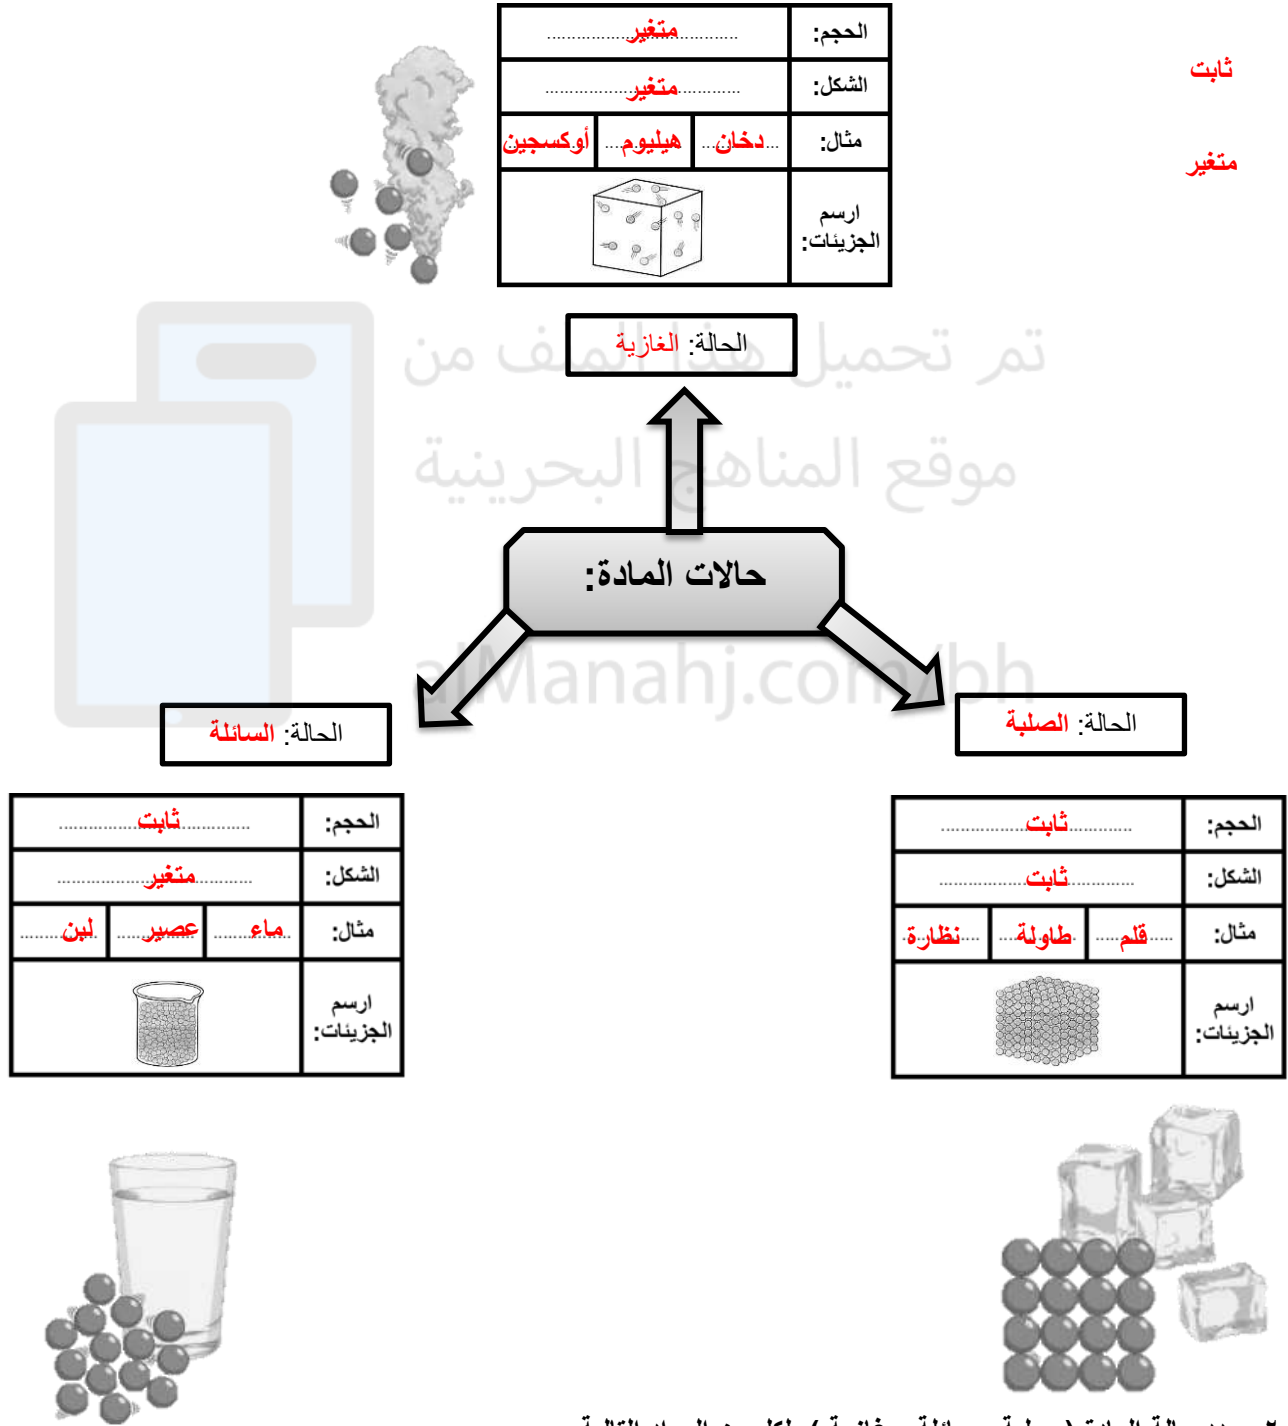 الحجم: متغير
الشكل: متغير
مثال: دخان هيليوم أوكسجين
ارسم
الجزيئات:
ثابت
متغير
الحالة: الغازية
تم تحميل هذا الملف من
موقع المناهج البحرينية
حالات المادة:
alManahj.com/bh
الحالة: الصلبة
الحجم: ثابت
الشكل: ثابت
مثال: قلم طاولة نظارة
ارسم
الجزيئات:
الحالة: السائلة
الحجم: ثابت
الشكل: متغير
مثال: ماء عصير لبن
ارسم
الجزيئات: